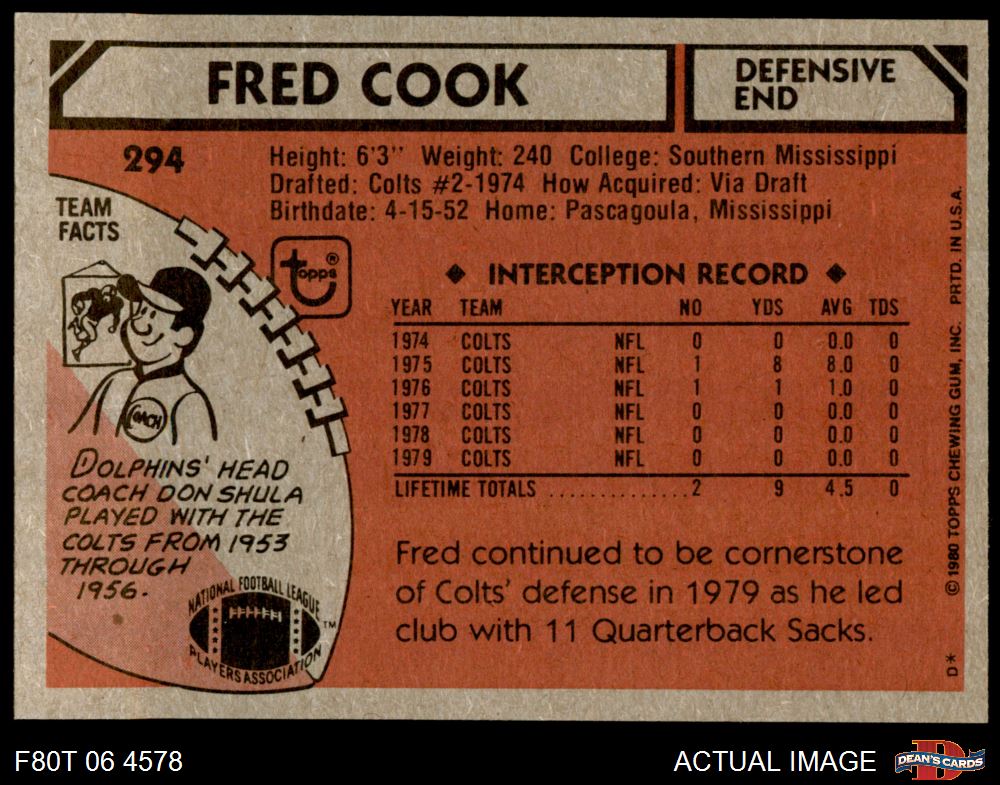 FRED COOK
DEFENSIVE
END
294
Height: 6'3" Weight: 240 College: Southern Mississippi
Drafted: Colts #2-1974 How Acquired: Via Draft
Birthdate: 4-15-52 Home: Pascagoula, Mississippi
TEAM
FACTS
topps®
COACH
DOLPHINS' HEAD
COACH DON SHULA
PLAYED WITH THE
COLTS FROM 1953
THROUGH
1956.
NATIONAL FOOTBALL LEAGUE
PLAYERS ASSOCIATION
TM
◆ INTERCEPTION RECORD ◆
YEAR TEAM NO YDS AVG TDS
1974 COLTS NFL 0 0 0.0 0
1975 COLTS NFL 1 8 8.0 0
1976 COLTS NFL 1 1 1.0 0
1977 COLTS NFL 0 0 0.0 0
1978 COLTS NFL 0 0 0.0 0
1979 COLTS NFL 0 0 0.0 0
LIFETIME TOTALS .............. 2 9 4.5 0
Fred continued to be cornerstone
of Colts' defense in 1979 as he led
club with 11 Quarterback Sacks.
D* © 1980 TOPPS CHEWING GUM, INC. PRTD. IN U.S.A.
F80T 06 4578
ACTUAL IMAGE
D
DEAN'S CARDS